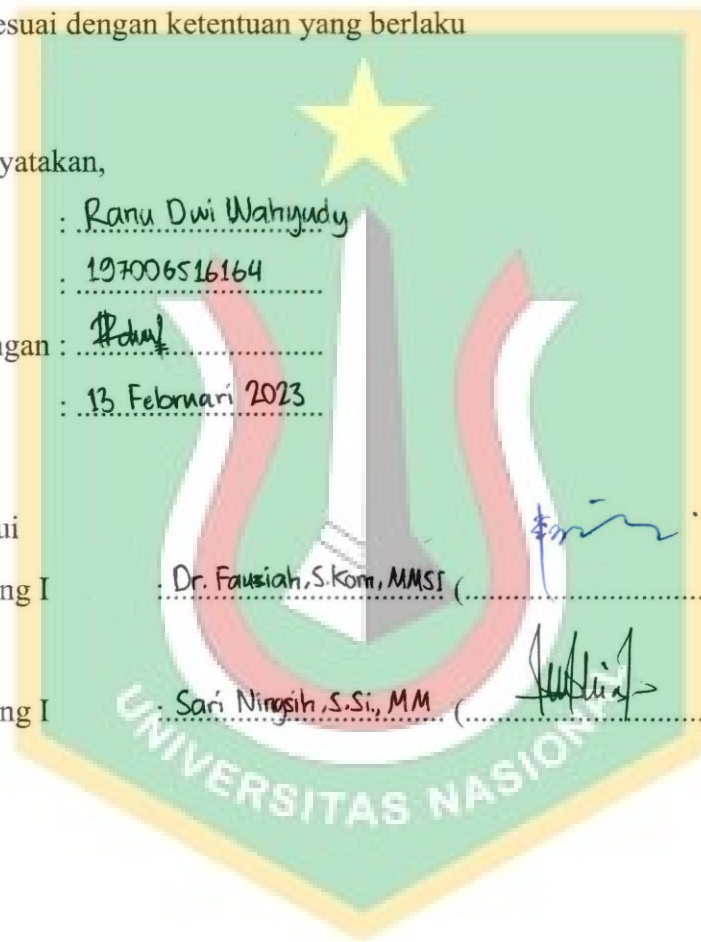 esuai dengan ketentuan yang berlaku
yatakan,
: Ranu Dwi Wahyudy
: 197006516164
ngan :
: 13 Februari 2023
ui
ng I : Dr. Fauziah, S.Kom, MMSI (
ng I : Sari Ningsih, S.Si., MM (
UNIVERSITAS NASIONAL